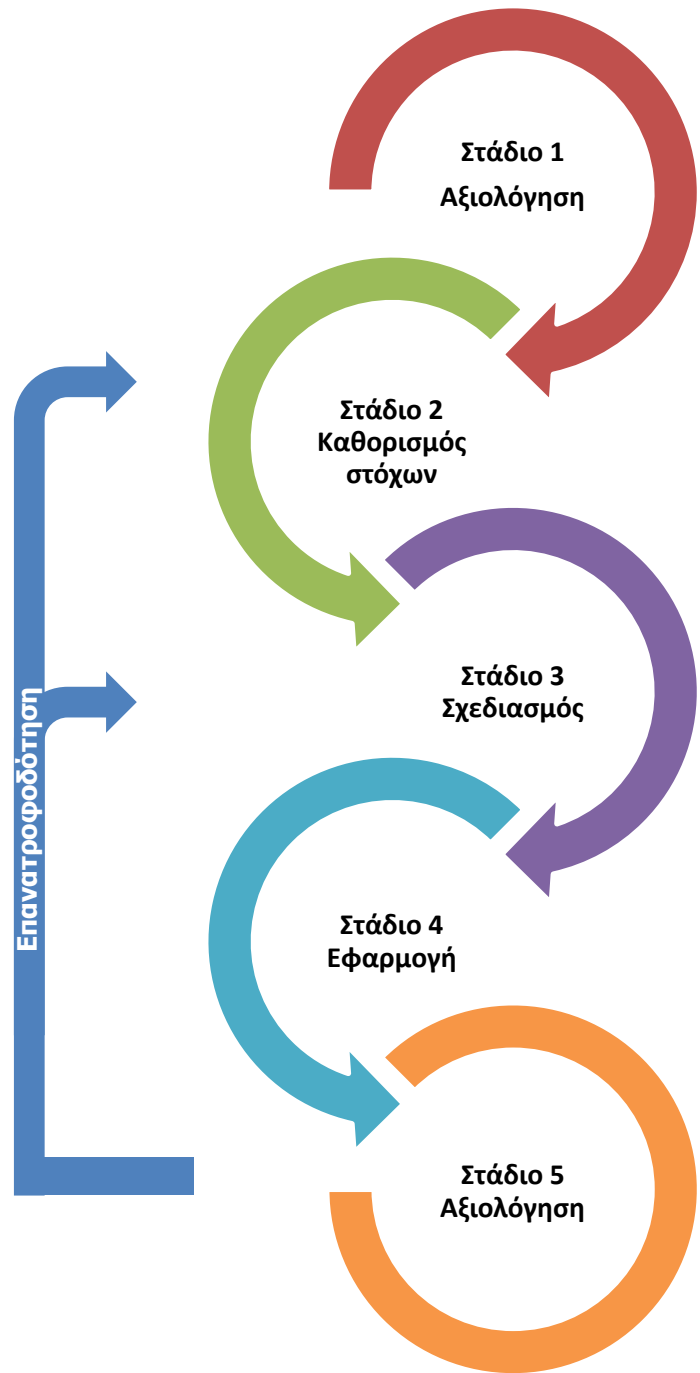 Στάδιο 1
Αξιολόγηση
Στάδιο 2
Καθορισμός
στόχων
Στάδιο 3
Σχεδιασμός
Επανατροφοδότηση
Στάδιο 4
Εφαρμογή
Στάδιο 5
Αξιολόγηση